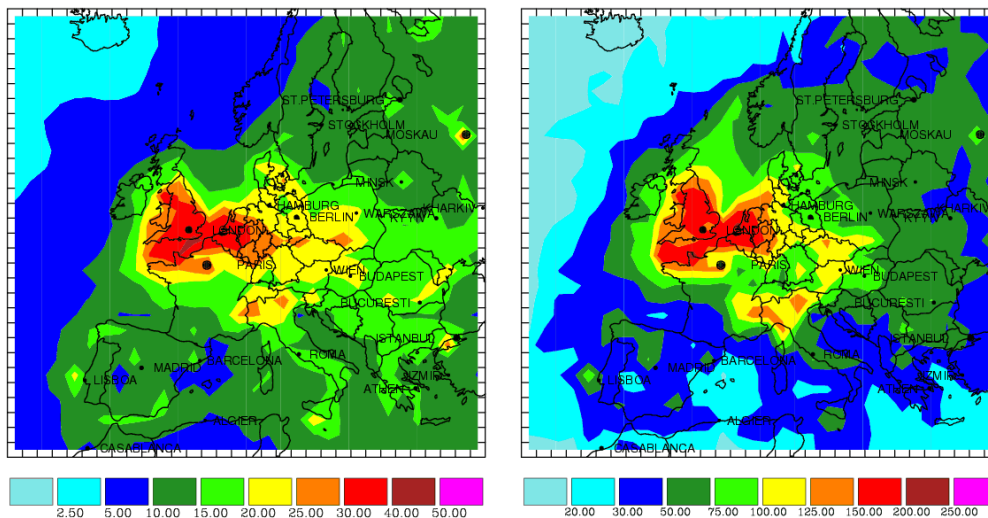 ST.PETERSBURG
STOCKHOLM
MOSKAU
MINSK
HAMBURG
BERLIN
WARSZAWA
KHARKIV
LONDON
PARIS
WIEN
BUDAPEST
BUCURESTI
ISTANBUL
BARCELONA
ROMA
MADRID
LISBOA
IZMIR
ATHEN
ALGIER
CASABLANCA
2.50 5.00 10.00 15.00 20.00 25.00 30.00 40.00 50.00
ST.PETERSBURG
STOCKHOLM
MOSKAU
MINSK
HAMBURG
BERLIN
WARSZAWA
KHARKIV
LONDON
PARIS
WIEN
BUDAPEST
BUCURESTI
ISTANBUL
BARCELONA
ROMA
MADRID
LISBOA
IZMIR
ATHEN
ALGIER
CASABLANCA
20.00 30.00 50.00 75.00 100.00 125.00 150.00 200.00 250.00